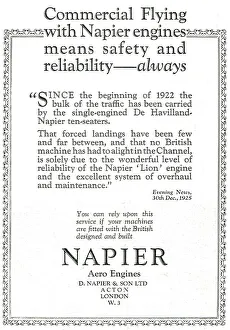 Commercial Flying
with Napier engines
means safety and
reliability—always
"SINCE the beginning of 1922 the
bulk of the traffic has been carried
by the single-engined De Havilland-
Napier ten-seaters.
That forced landings have been few
and far between, and that no British
machine has had to alight in the Channel,
is solely due to the wonderful level of
reliability of the Napier 'Lion' engine
and the excellent system of overhaul
and maintenance."
Evening News,
30th Dec., 1925
You can rely upon this
service if your machines
are fitted with the British
designed and built
NAPIER
Aero Engines
D. NAPIER & SON LTD
ACTON
LONDON
W. 3